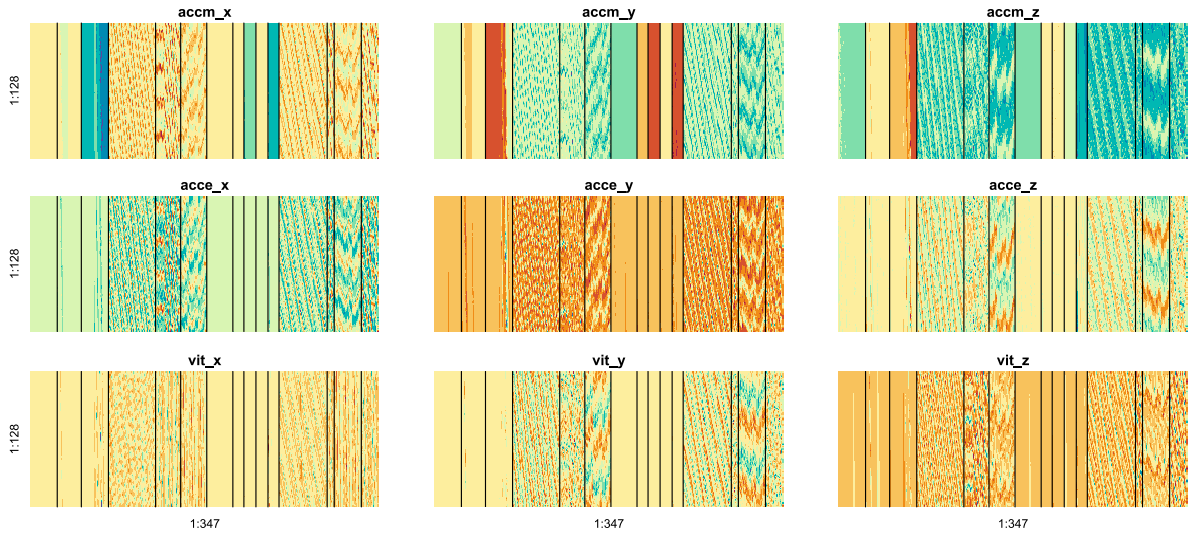 accm_x
accm_y
accm_z
1:128
acce_x
acce_y
acce_z
1:128
vit_x
vit_y
vit_z
1:128
1:347
1:347
1:347